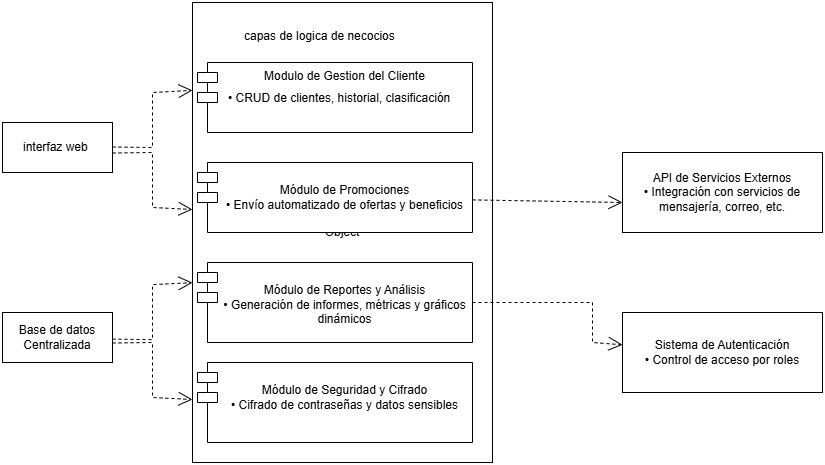 capas de logica de necocios
Modulo de Gestion del Cliente
• CRUD de clientes, historial, clasificación
interfaz web
Módulo de Promociones
• Envío automatizado de ofertas y beneficios
API de Servicios Externos
• Integración con servicios de
mensajería, correo, etc.
Object
Módulo de Reportes y Análisis
• Generación de informes, métricas y gráficos
dinámicos
Base de datos
Centralizada
Sistema de Autenticación
• Control de acceso por roles
Módulo de Seguridad y Cifrado
• Cifrado de contraseñas y datos sensibles